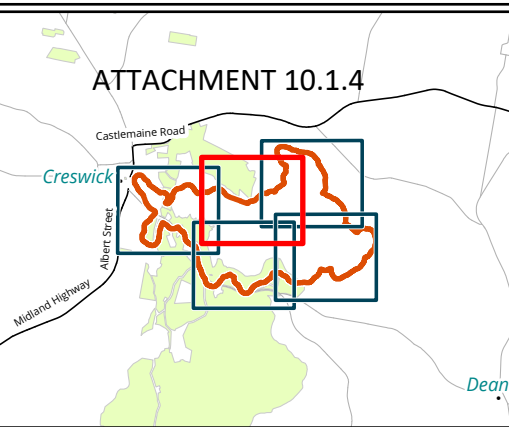 ATTACHMENT 10.1.4
Castlemaine Road
Creswick
Albert Street
Midland Highway
Dean